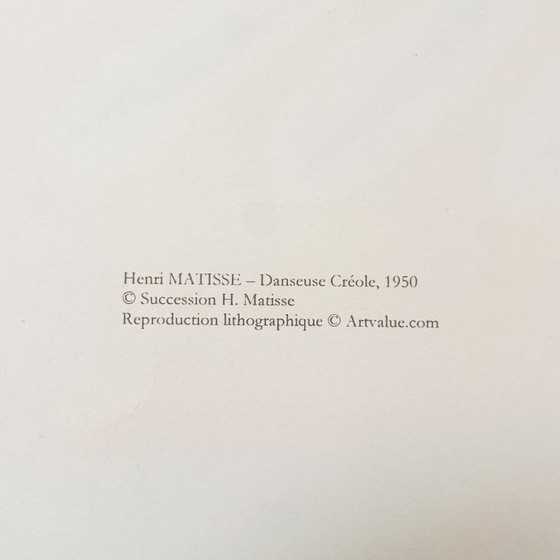 Henri MATISSE – Danseuse Créole, 1950
© Succession H. Matisse
Reproduction lithographique © Artvalue.com